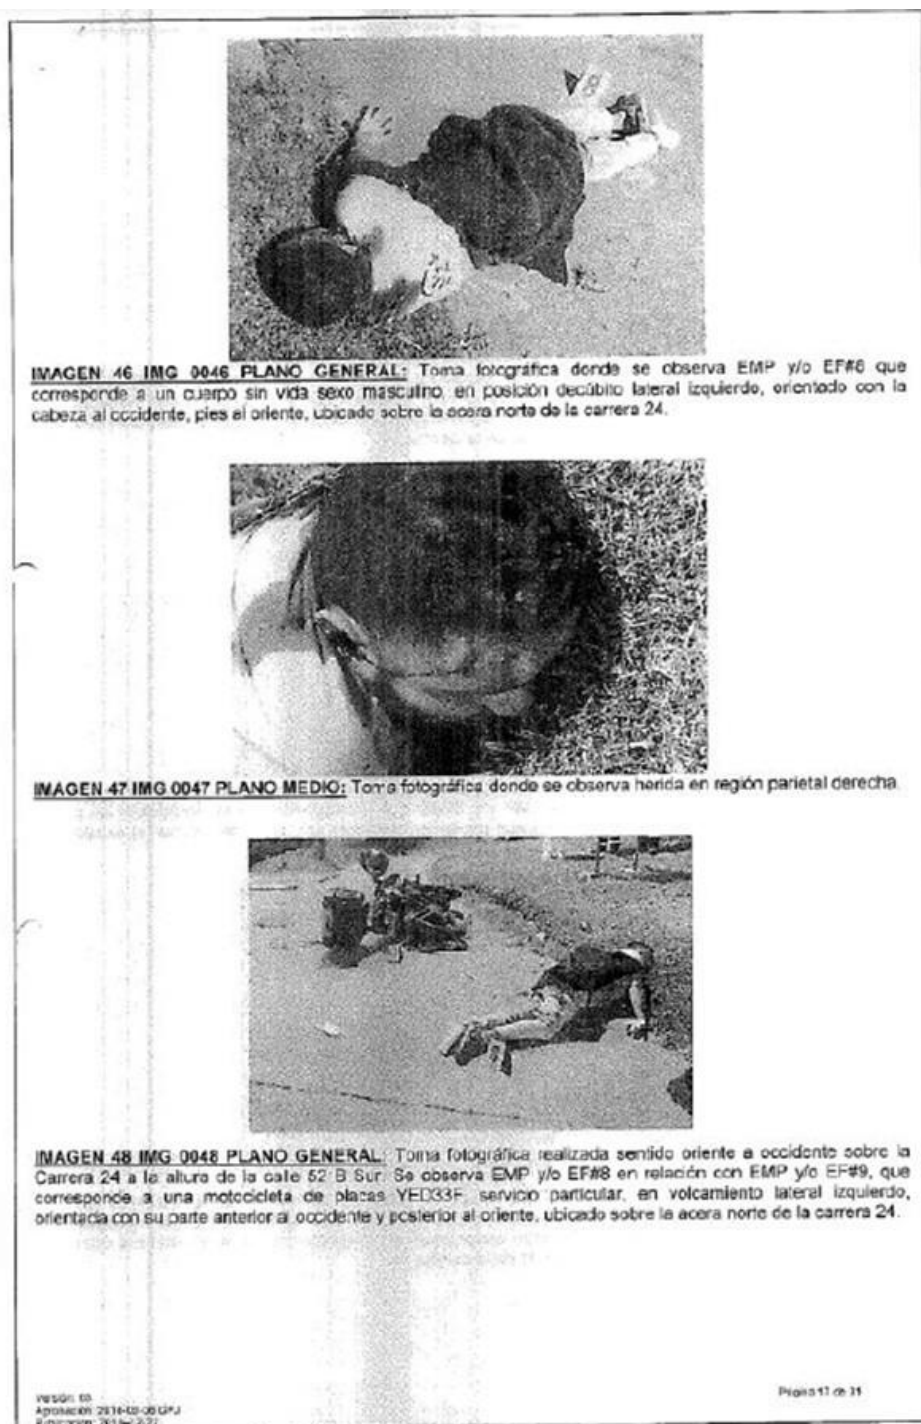 8
IMAGEN 46 IMG 0046 PLANO GENERAL: Toma fotográfica donde se observa EMP y/o EF#8 que
corresponde a un cuerpo sin vida sexo masculino, en posición decúbito lateral izquierdo, orientado con la
cabeza al occidente, pies al oriente, ubicado sobre la acera norte de la carrera 24.
IMAGEN 47 IMG 0047 PLANO MEDIO: Toma fotográfica donde se observa herida en región parietal derecha.
IMAGEN 48 IMG 0048 PLANO GENERAL: Toma fotográfica realizada sentido oriente a occidente sobre la
Carrera 24 a la altura de la calle 52 B Sur. Se observa EMP y/o EF#8 en relación con EMP y/o EF#9, que
corresponde a una motocicleta de placas YED33F, servicio particular, en volcamiento lateral izquierdo,
orientada con su parte anterior al occidente y posterior al oriente, ubicado sobre la acera norte de la carrera 24.
Versión: 03
Aprobación:
Publicación:
Página de 31